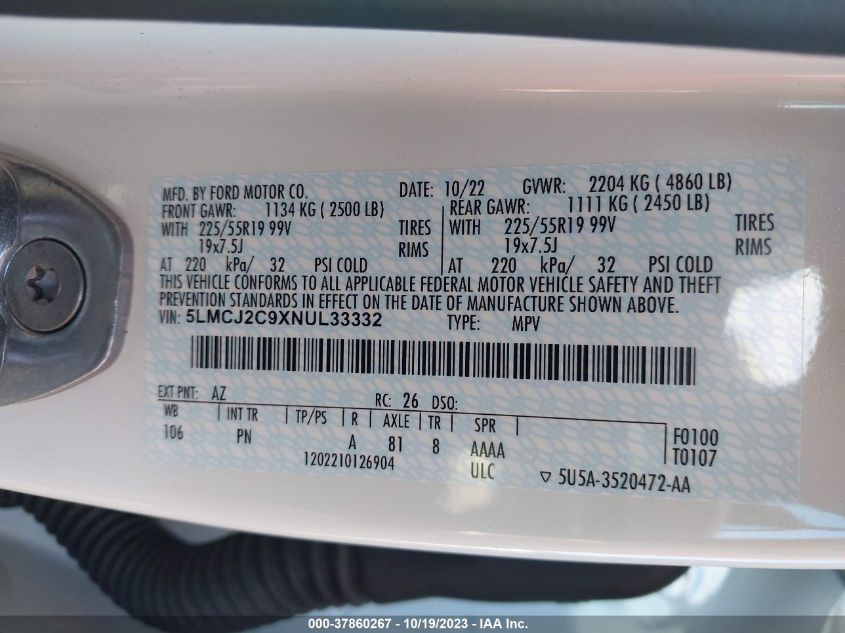 MFD. BY FORD MOTOR CO. DATE: 10/22 GVWR: 2204 KG ( 4860 LB)
FRONT GAWR: 1134 KG ( 2500 LB) REAR GAWR: 1111 KG ( 2450 LB)
WITH 225/55R19 99V TIRES WITH 225/55R19 99V TIRES
19x7.5J RIMS 19x7.5J RIMS
AT 220 kPa/ 32 PSI COLD AT 220 kPa/ 32 PSI COLD
THIS VEHICLE CONFORMS TO ALL APPLICABLE FEDERAL MOTOR VEHICLE SAFETY AND THEFT
PREVENTION STANDARDS IN EFFECT ON THE DATE OF MANUFACTURE SHOWN ABOVE.
VIN: 5LMCJ2C9XNUL33332 TYPE: MPV
EXT PNT: AZ RC: 26 DSO:
WB INT TR TP/PS R AXLE TR SPR
106 PN A 81 8 AAAA F0100
1202210126904 ULC T0107
▽ 5U5A-3520472-AA
000-37860267 - 10/19/2023 - IAA Inc.